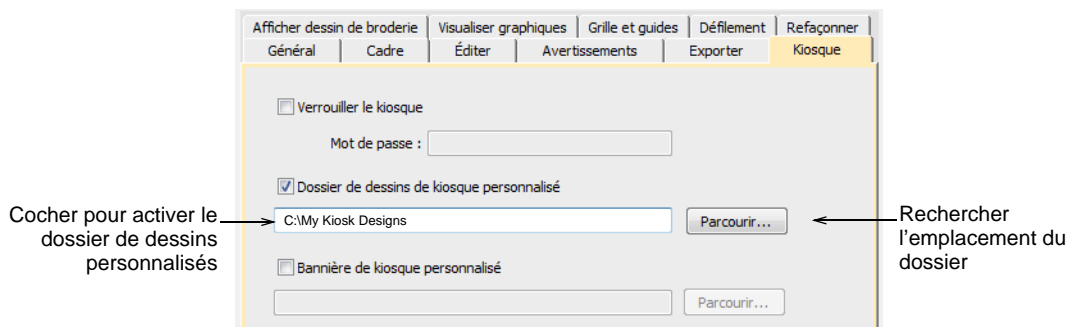 Afficher dessin de broderie Visualiser graphiques Grille et guides Défilement Refaçonner
Général Cadre Éditer Avertissements Exporter Kiosque
Verrouiller le kiosque
Mot de passe :
Dossier de dessins de kiosque personnalisé
C:\My Kiosk Designs Parcourir...
Cocher pour activer le
dossier de dessins
personnalisés
Rechercher
l’emplacement du
dossier
Bannière de kiosque personnalisé
Parcourir...